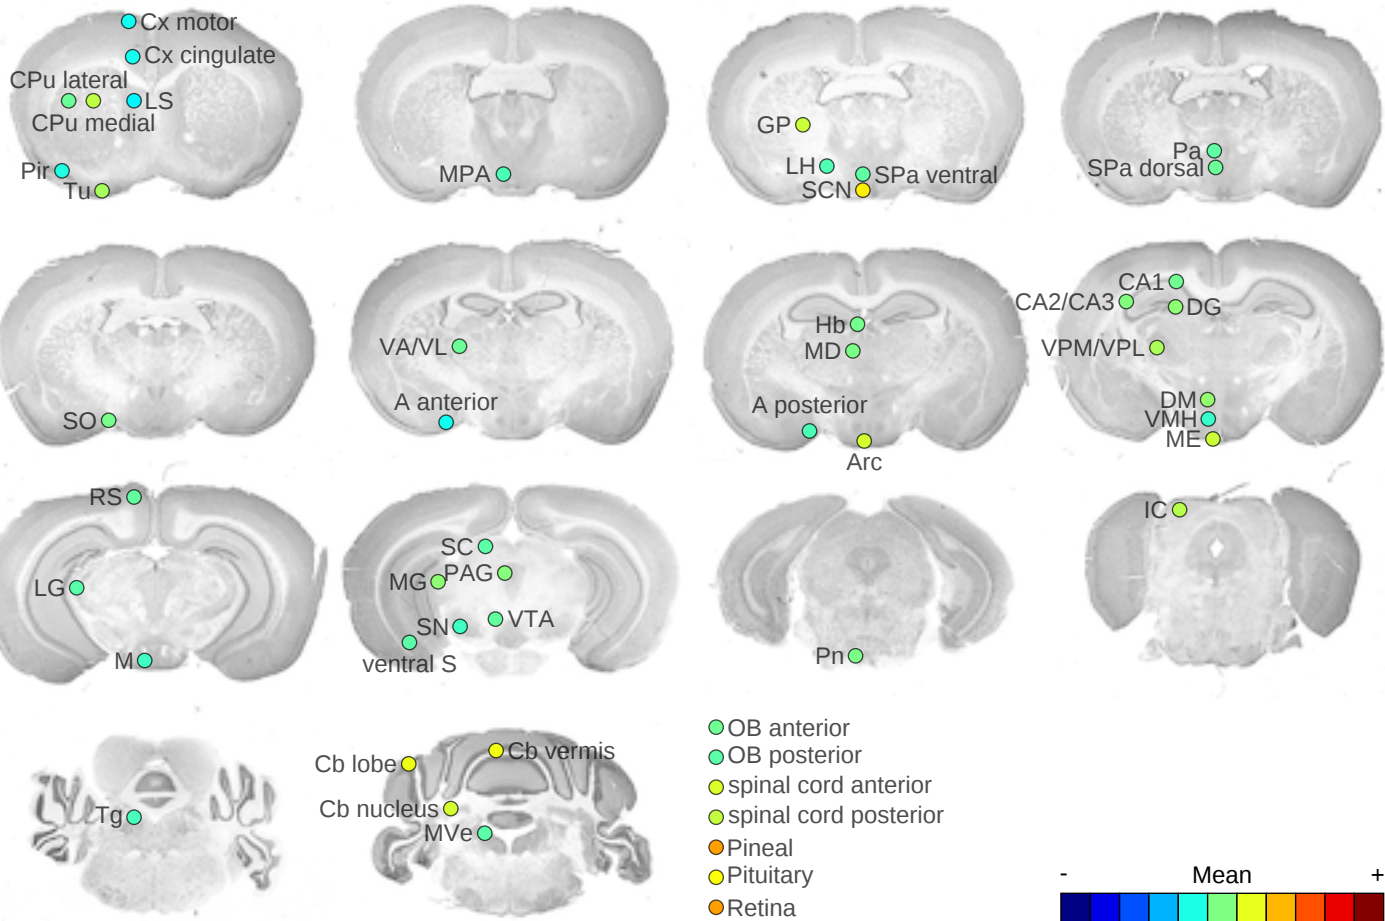 Cx motor
Cx cingulate
CPu lateral
LS
CPu medial
Pir
Tu
MPA
GP
LH
SPa ventral
SCN
Pa
SPa dorsal
SO
VA/VL
A anterior
Hb
MD
A posterior
Arc
CA1
CA2/CA3
DG
VPM/VPL
DM
VMH
ME
RS
LG
M
SC
MG
PAG
SN
VTA
ventral S
Pn
IC
Tg
Cb lobe
Cb vermis
Cb nucleus
MVe
OB anterior
OB posterior
spinal cord anterior
spinal cord posterior
Pineal
Pituitary
Retina
- Mean +